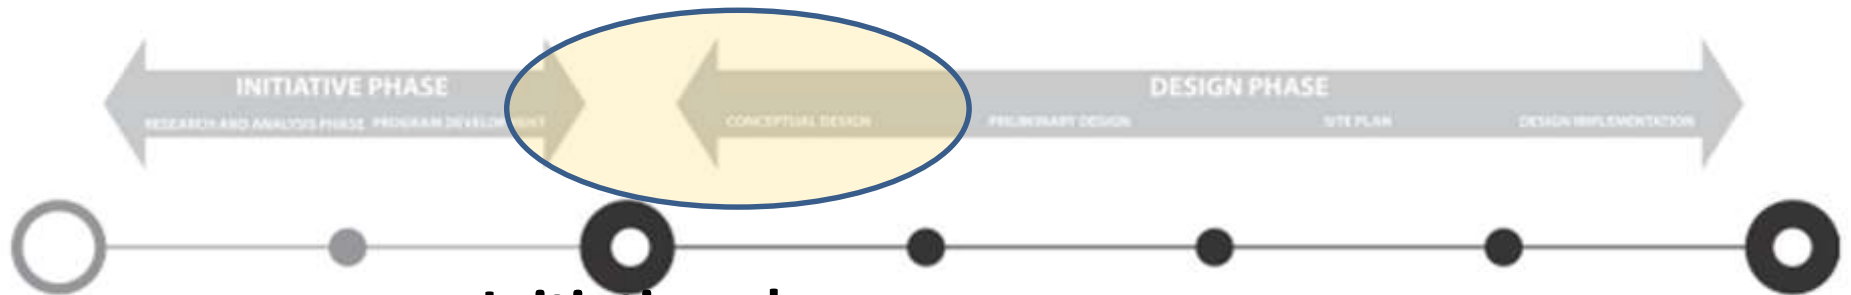 INITIATIVE PHASE
RESEARCH AND ANALYSIS PHASE PROGRAM DEVELOPMENT
DESIGN PHASE
CONCEPTUAL DESIGN PRELIMINARY DESIGN SITE PLAN DESIGN IMPLEMENTATION